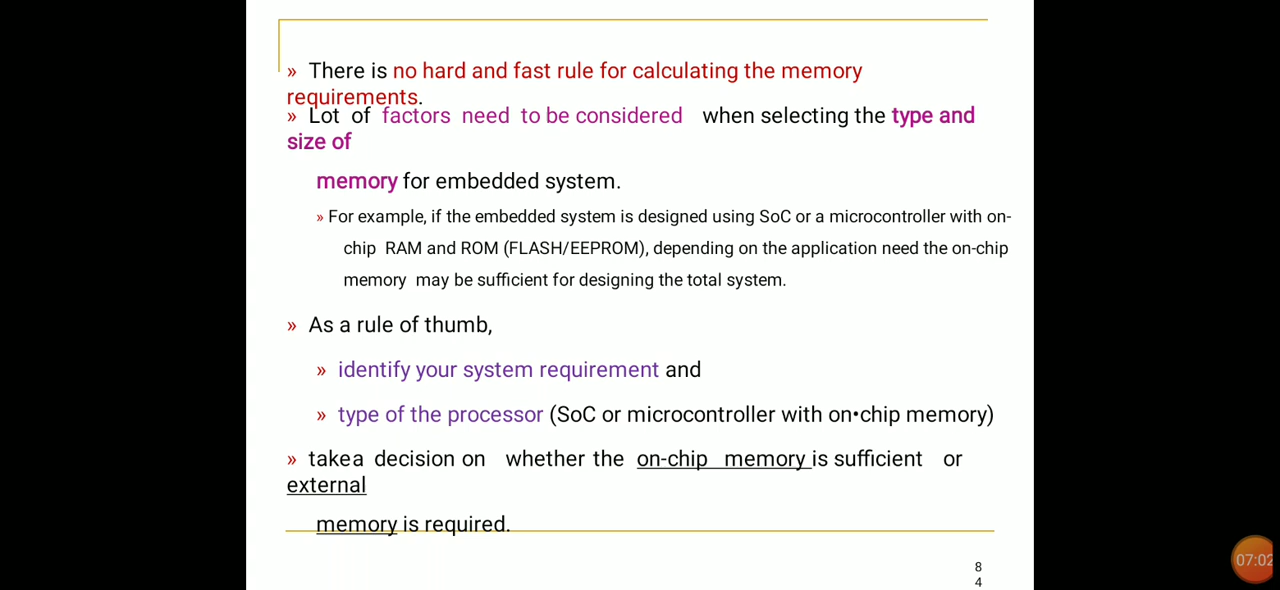 » There is no hard and fast rule for calculating the memory
requirements.
» Lot of factors need to be considered when selecting the type and
size of
memory for embedded system.
» For example, if the embedded system is designed using SoC or a microcontroller with on-
chip RAM and ROM (FLASH/EEPROM), depending on the application need the on-chip
memory may be sufficient for designing the total system.
» As a rule of thumb,
» identify your system requirement and
» type of the processor (SoC or microcontroller with on•chip memory)
» takea decision on whether the on-chip memory is sufficient or
external
memory is required.
07:02
8
4